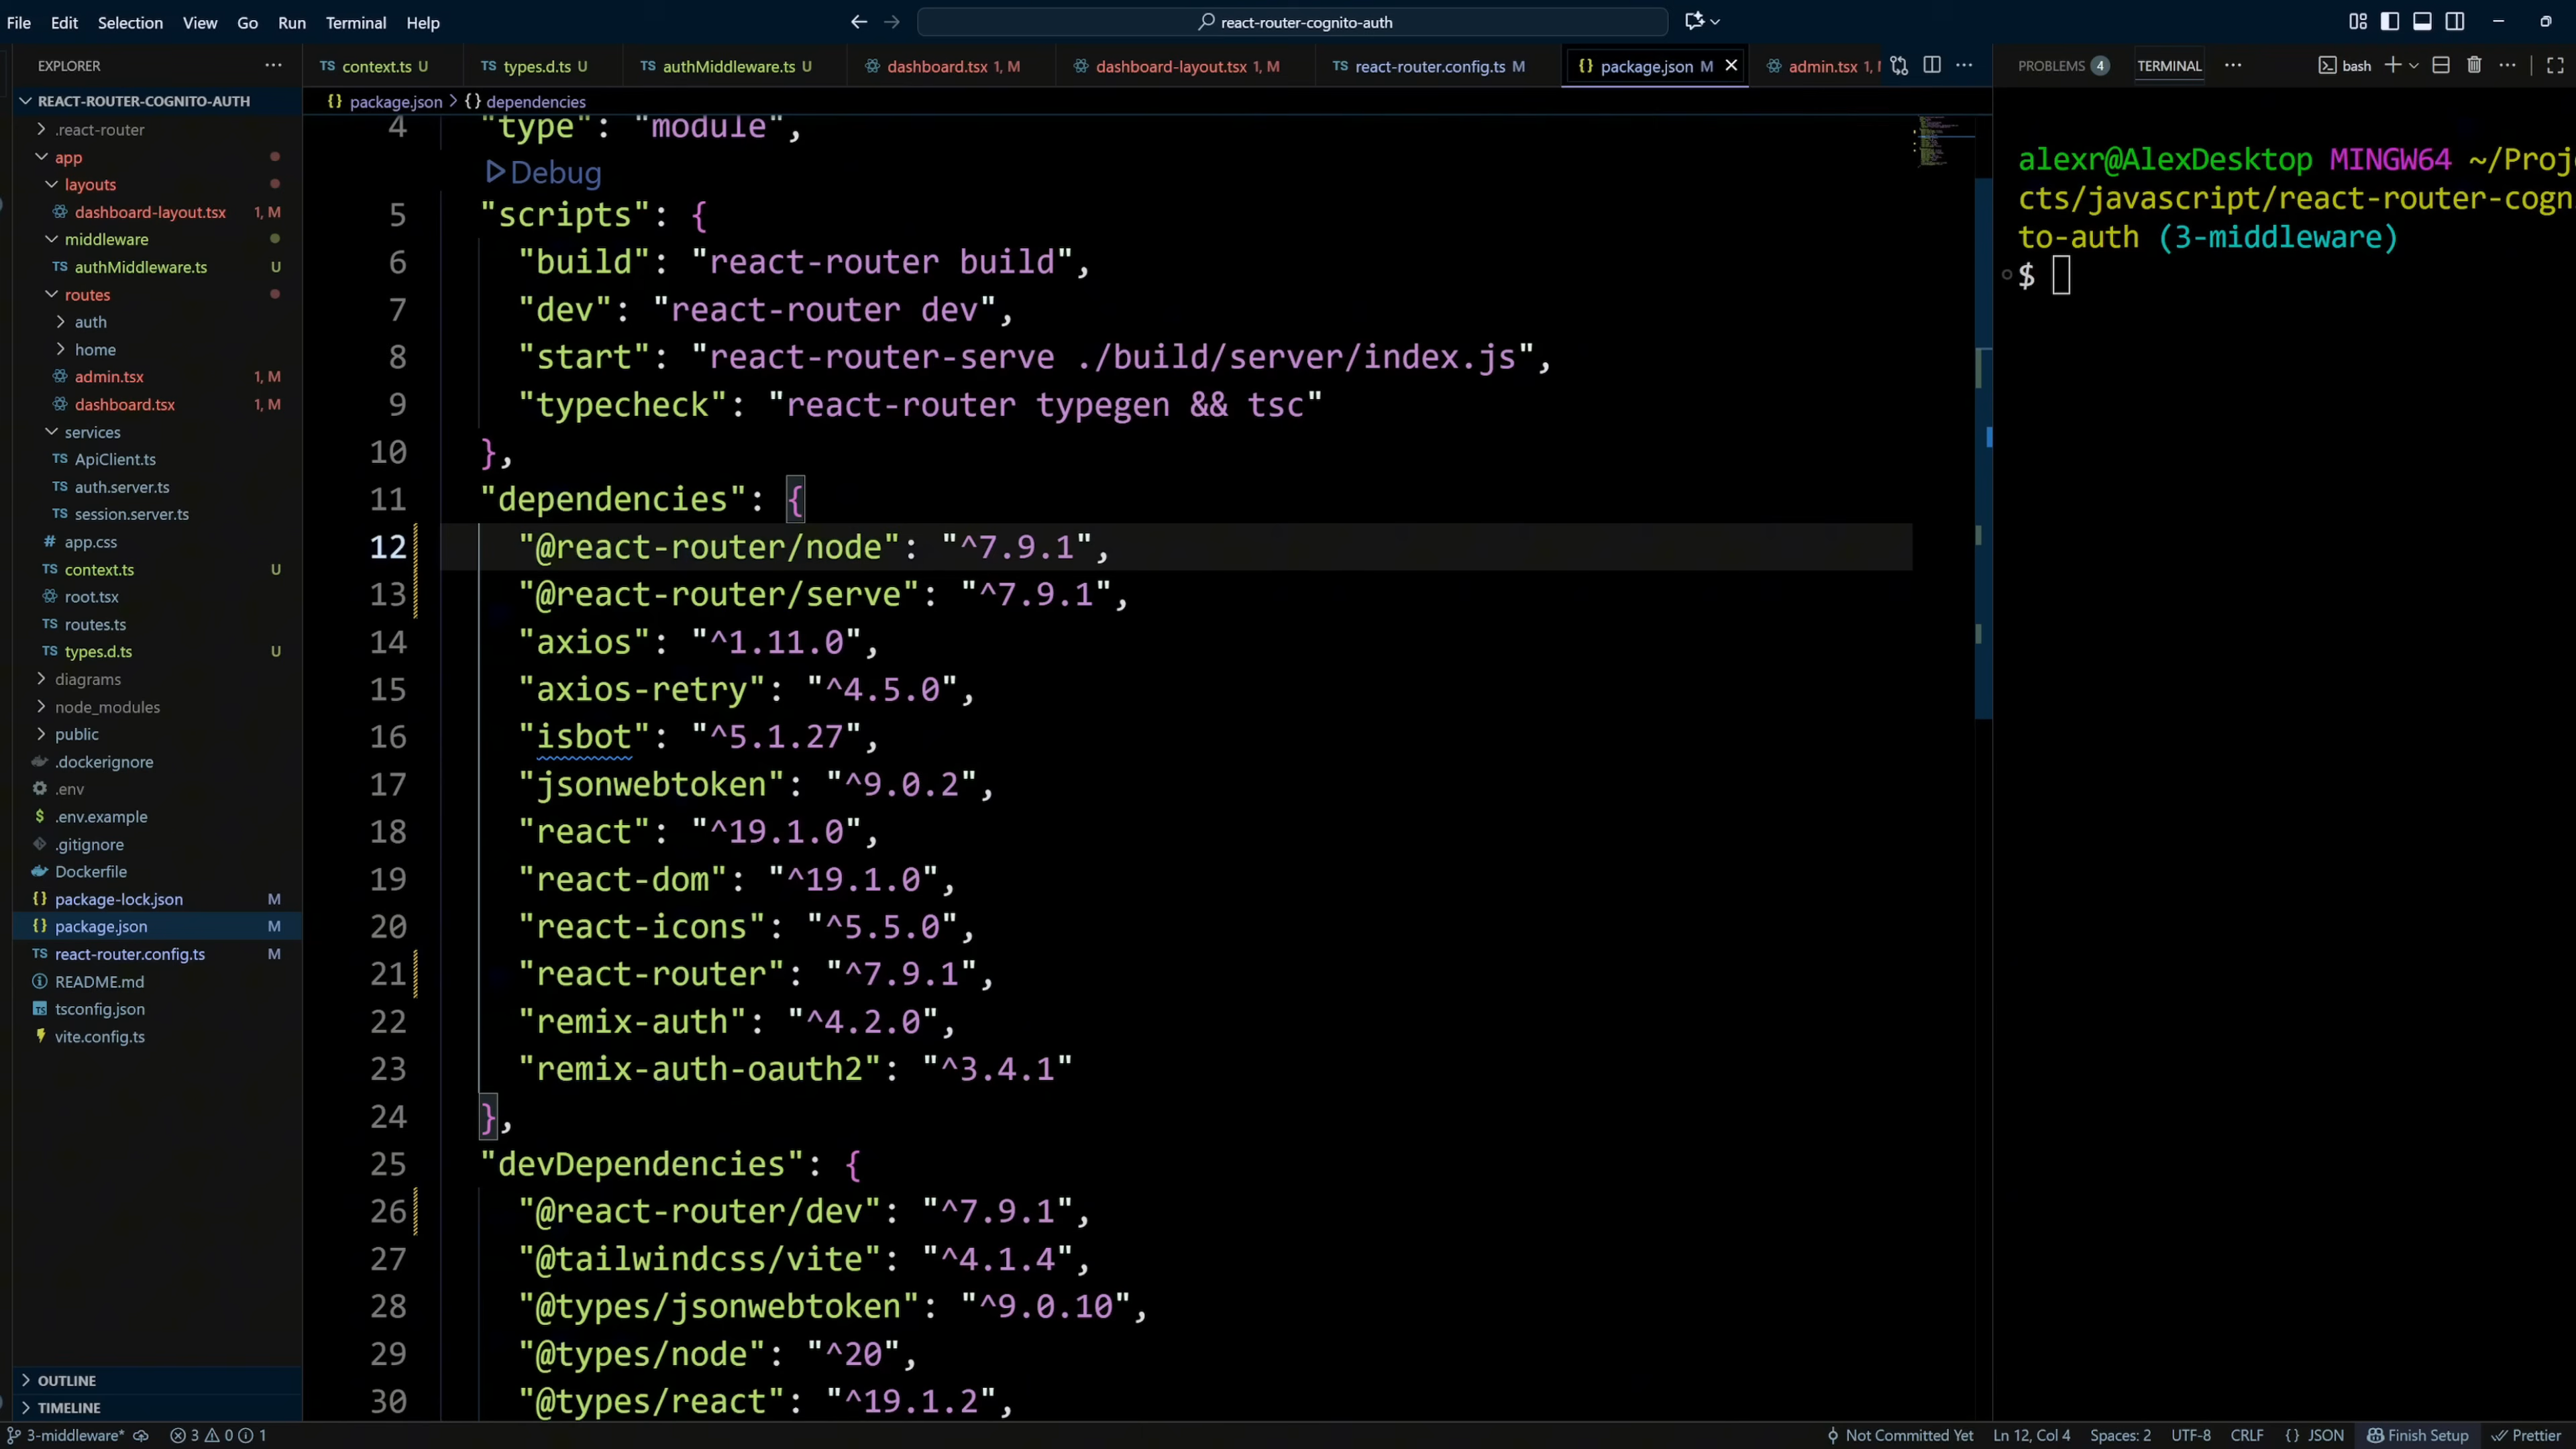 File Edit Selection View Go Run Terminal Help
react-router-cognito-auth
EXPLORER
REACT-ROUTER-COGNITO-AUTH
.react-router
app
layouts
dashboard-layout.tsx 1, M
middleware
authMiddleware.ts U
routes
auth
home
admin.tsx 1, M
dashboard.tsx 1, M
services
ApiClient.ts
auth.server.ts
session.server.ts
app.css
context.ts U
root.tsx
routes.ts
types.d.ts U
diagrams
node_modules
public
.dockerignore
.env
.env.example
.gitignore
Dockerfile
package-lock.json M
package.json M
react-router.config.ts M
README.md
tsconfig.json
vite.config.ts
OUTLINE
TIMELINE
context.ts U types.d.ts U authMiddleware.ts U dashboard.tsx 1, M dashboard-layout.tsx 1, M react-router.config.ts M package.json M admin.tsx 1,
package.json > {} dependencies
4 "type": "module",
Debug
5 "scripts": {
6 "build": "react-router build",
7 "dev": "react-router dev",
8 "start": "react-router-serve ./build/server/index.js",
9 "typecheck": "react-router typegen && tsc"
10 },
11 "dependencies": {
12 "@react-router/node": "^7.9.1",
13 "@react-router/serve": "^7.9.1",
14 "axios": "^1.11.0",
15 "axios-retry": "^4.5.0",
16 "isbot": "^5.1.27",
17 "jsonwebtoken": "^9.0.2",
18 "react": "^19.1.0",
19 "react-dom": "^19.1.0",
20 "react-icons": "^5.5.0",
21 "react-router": "^7.9.1",
22 "remix-auth": "^4.2.0",
23 "remix-auth-oauth2": "^3.4.1"
24 },
25 "devDependencies": {
26 "@react-router/dev": "^7.9.1",
27 "@tailwindcss/vite": "^4.1.4",
28 "@types/jsonwebtoken": "^9.0.10",
29 "@types/node": "^20",
30 "@types/react": "^19.1.2",
PROBLEMS 4 TERMINAL bash
alexr@AlexDesktop MINGW64 ~/Proj
cts/javascript/react-router-cogn
to-auth (3-middleware)
$
3-middleware* 3 0 1 Not Committed Yet Ln 12, Col 4 Spaces: 2 UTF-8 CRLF {} JSON Finish Setup Prettier